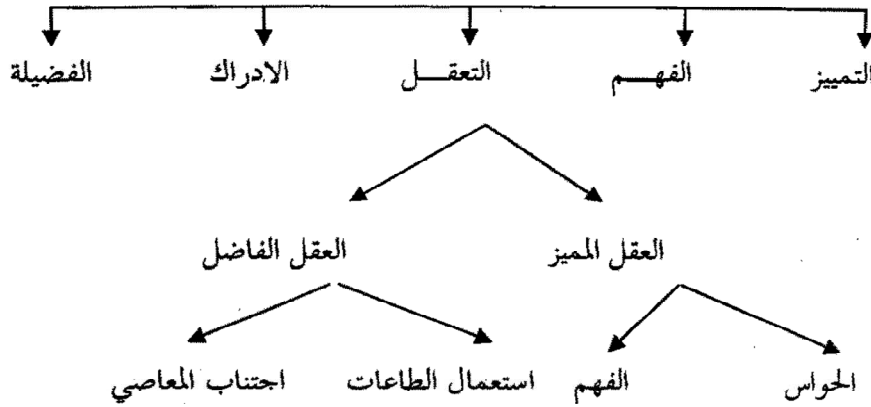 التمييز الفهم التعقل الادراك الفضيلة
العقل المميز العقل الفاضل
الحواس الفهم استعمال الطاعات اجتناب المعاصي